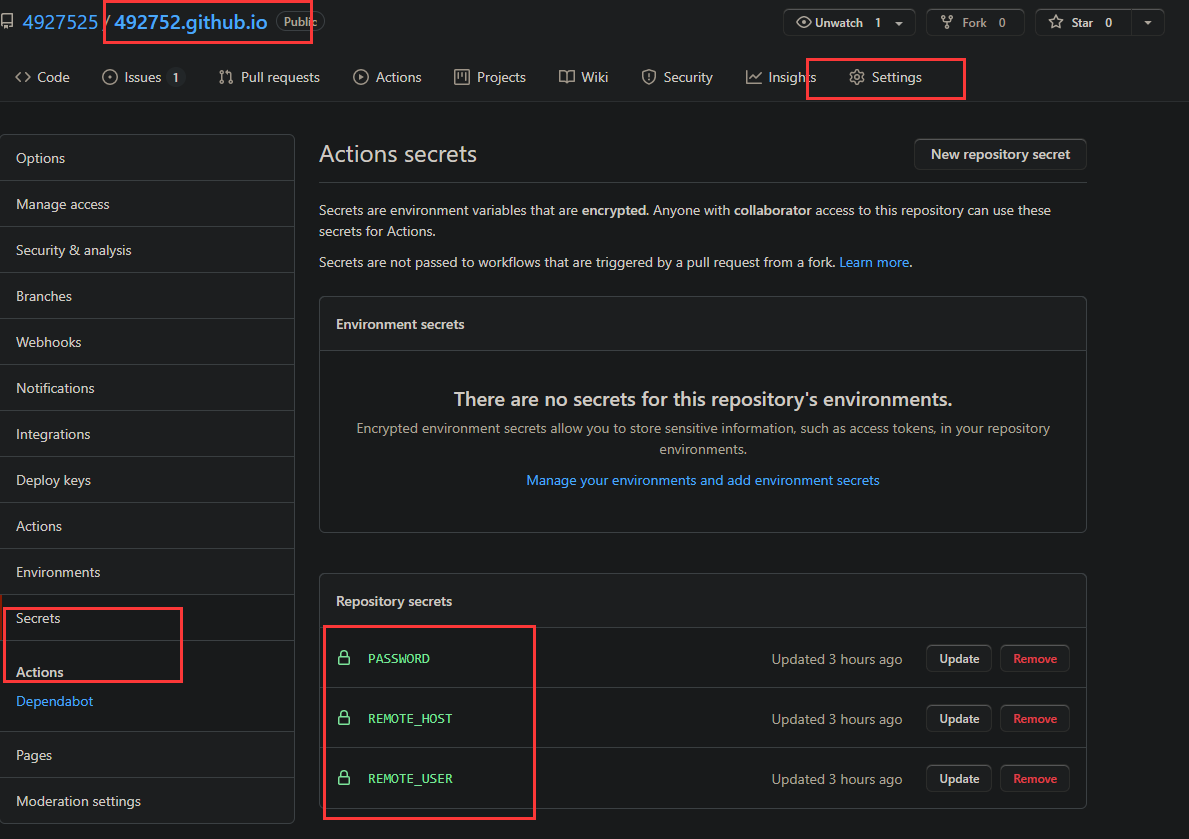 4927525 / 492752.github.io Public
Unwatch 1 Fork 0 Star 0
Code Issues 1 Pull requests Actions Projects Wiki Security Insights Settings
Options
Manage access
Security & analysis
Branches
Webhooks
Notifications
Integrations
Deploy keys
Actions
Environments
Secrets
Actions
Dependabot
Pages
Moderation settings
Actions secrets
New repository secret
Secrets are environment variables that are encrypted. Anyone with collaborator access to this repository can use these
secrets for Actions.
Secrets are not passed to workflows that are triggered by a pull request from a fork. Learn more.
Environment secrets
There are no secrets for this repository's environments.
Encrypted environment secrets allow you to store sensitive information, such as access tokens, in your repository
environments.
Manage your environments and add environment secrets
Repository secrets
PASSWORD Updated 3 hours ago Update Remove
REMOTE_HOST Updated 3 hours ago Update Remove
REMOTE_USER Updated 3 hours ago Update Remove